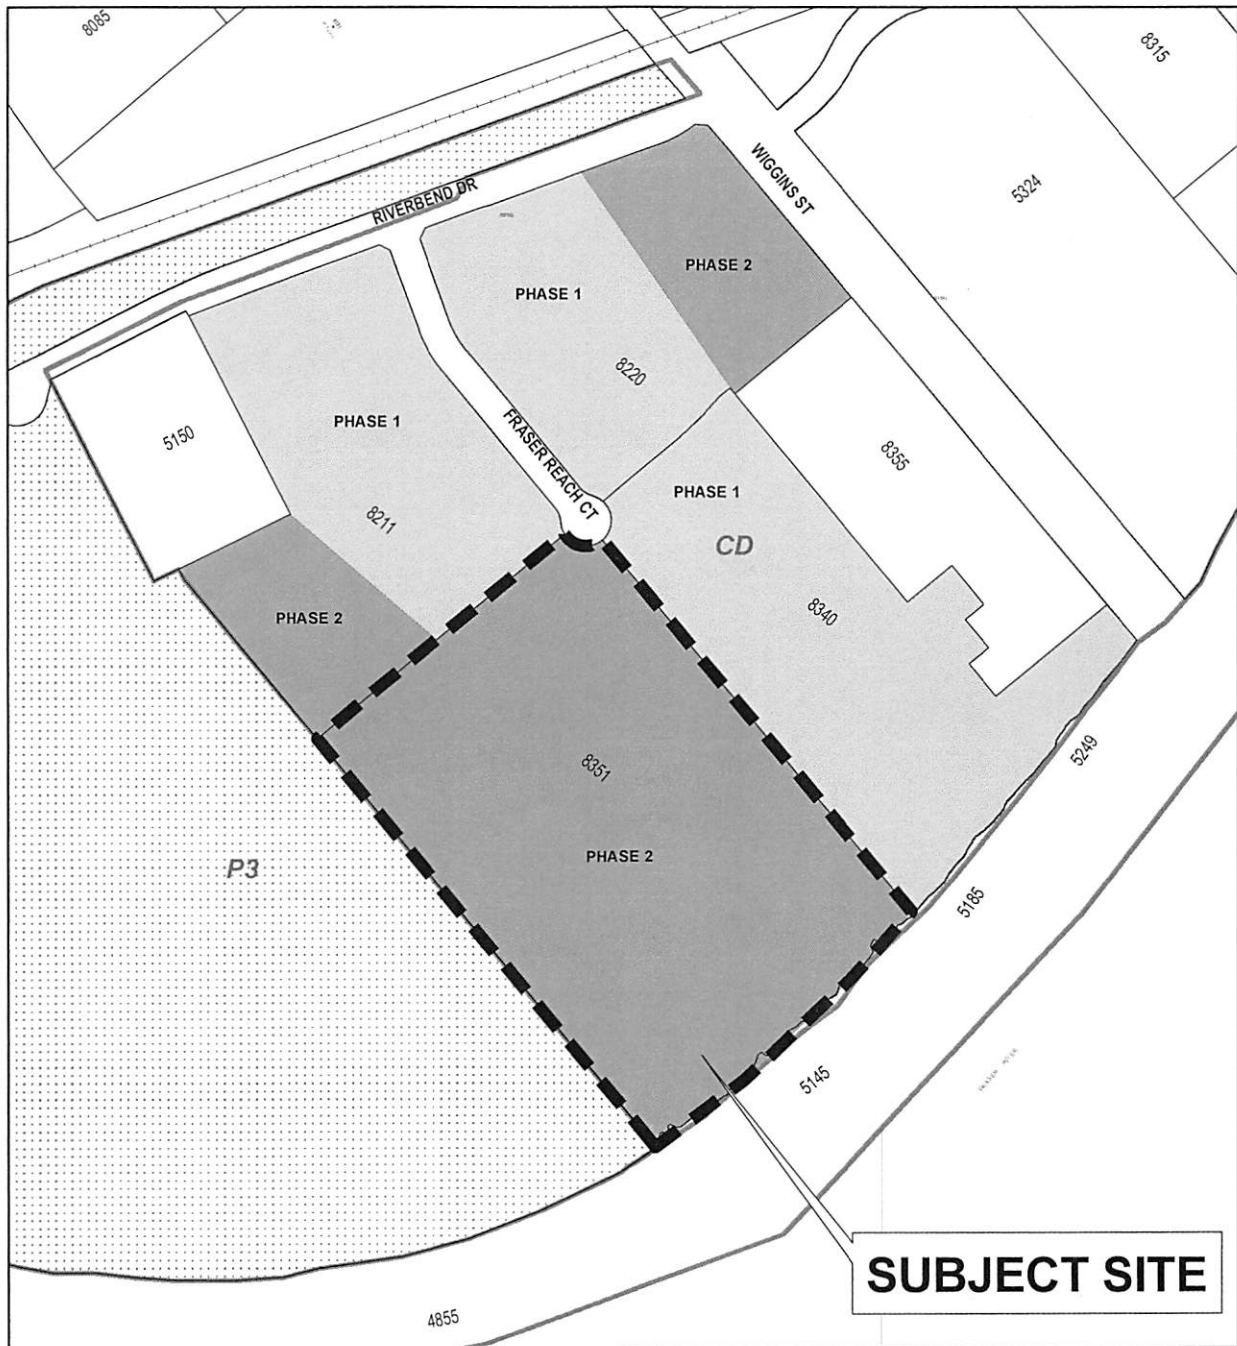 8085
8315
WIGGINS ST
5324
RIVERBEND DR
PHASE 2
PHASE 1
8220
PHASE 1
5150
FRASER REACH CT
8355
PHASE 1
8211
CD
8340
PHASE 2
5249
8351
PHASE 2
P3
5185
5145
SUBJECT SITE
4855